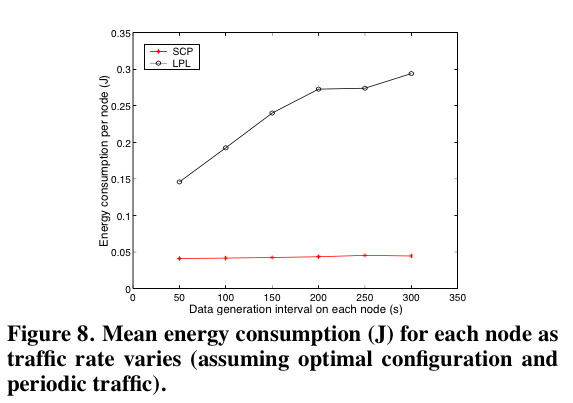 0.35
0.3
0.25
0.2
0.15
0.1
0.05
0
Energy consumption per node (J)
SCP
LPL
0 50 100 150 200 250 300 350
Data generation interval on each node (s)
Figure 8. Mean energy consumption (J) for each node as
traffic rate varies (assuming optimal configuration and
periodic traffic).